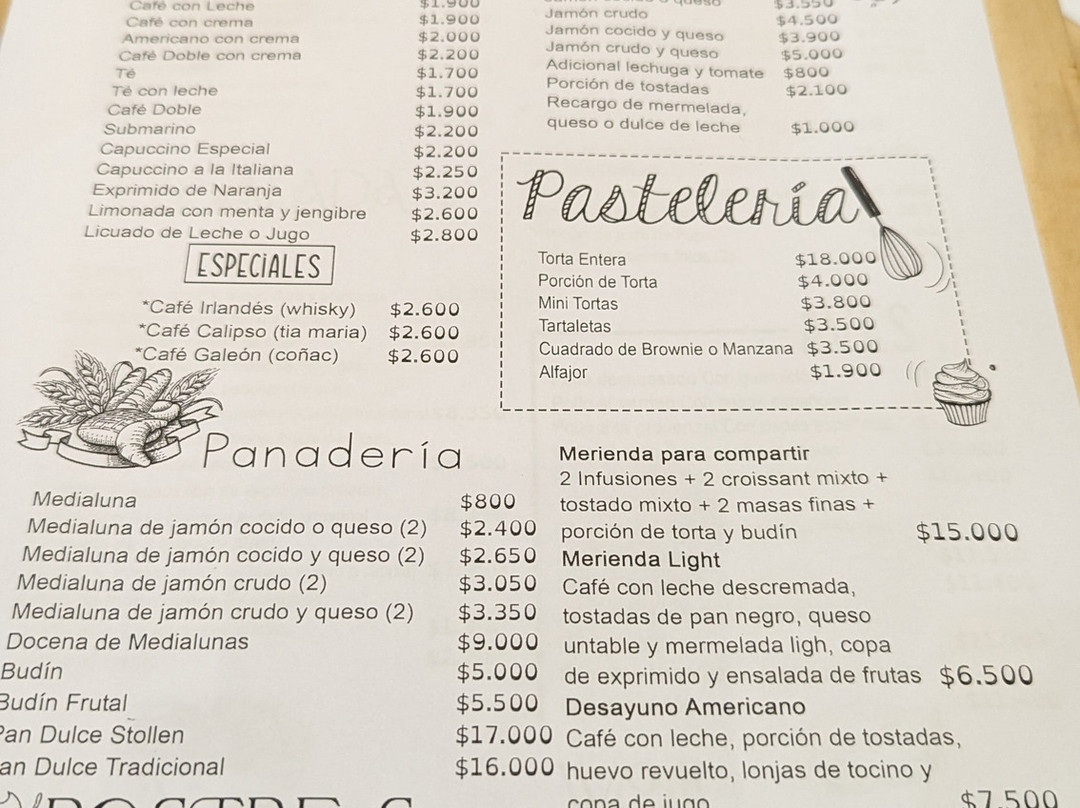 Café con Leche $1.900
Café con crema $1.900
Americano con crema $2.000
Café Doble con crema $2.200
Té $1.700
Té con leche $1.700
Café Doble $1.900
Submarino $2.200
Capuccino Especial $2.200
Capuccino a la Italiana $2.250
Exprimido de Naranja $3.200
Limonada con menta y jengibre $2.600
Licuado de Leche o Jugo $2.800
ESPECIALES
*Café Irlandés (whisky) $2.600
*Café Calipso (tia maria) $2.600
*Café Galeón (coñac) $2.600
Panadería
Medialuna $800
Medialuna de jamón cocido o queso (2) $2.400
Medialuna de jamón cocido y queso (2) $2.650
Medialuna de jamón crudo (2) $3.050
Medialuna de jamón crudo y queso (2) $3.350
Docena de Medialunas $9.000
Budín $5.000
Budín Frutal $5.500
Pan Dulce Stollen $17.000
an Dulce Tradicional $16.000
$3.550
Jamón crudo $4.500
Jamón cocido y queso $3.900
Jamón crudo y queso $5.000
Adicional lechuga y tomate $800
Porción de tostadas $2.100
Recargo de mermelada,
queso o dulce de leche $1.000
Pastelería
Torta Entera $18.000
Porción de Torta $4.000
Mini Tortas $3.800
Tartaletas $3.500
Cuadrado de Brownie o Manzana $3.500
Alfajor $1.900
Merienda para compartir
2 Infusiones + 2 croissant mixto +
tostado mixto + 2 masas finas +
porción de torta y budín $15.000
Merienda Light
Café con leche descremada,
tostadas de pan negro, queso
untable y mermelada ligh, copa
de exprimido y ensalada de frutas $6.500
Desayuno Americano
Café con leche, porción de tostadas,
huevo revuelto, lonjas de tocino y
copa de jugo $7.500